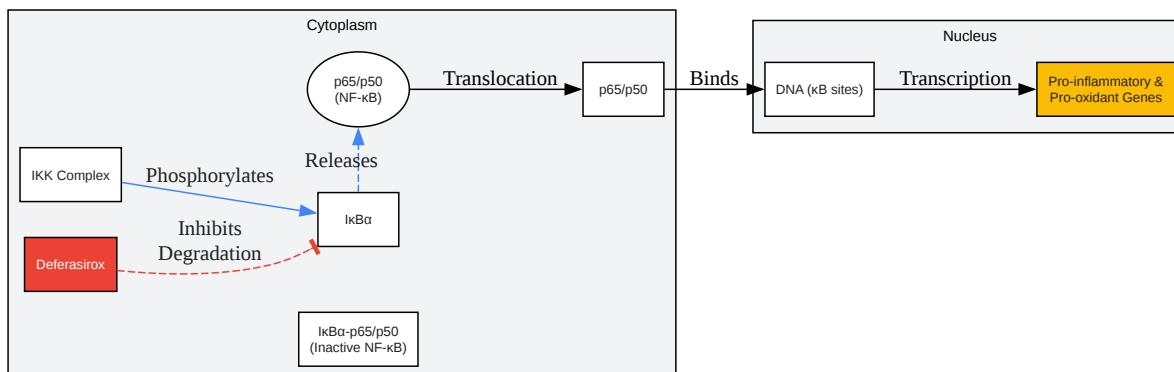 Cytoplasm
Nucleus
p65/p50
(NF-κB)
Translocation
p65/p50
Binds
DNA (κB sites)
Transcription
Pro-inflammatory &
Pro-oxidant Genes
Releases
IKK Complex
Phosphorylates
IκBα
Inhibits
Degradation
Deferasirox
IκBα-p65/p50
(Inactive NF-κB)